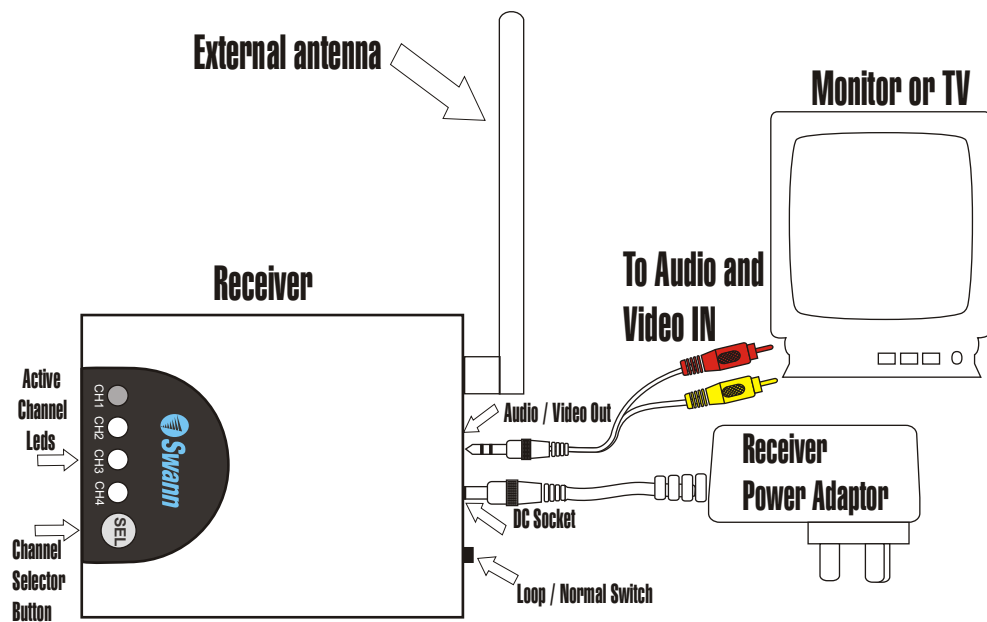 External antenna
Monitor or TV
To Audio and
Video IN
Receiver
Active
Channel
Leds
CH1
CH2
CH3
CH4
SEL
Swann
Audio / Video Out
DC Socket
Receiver
Power Adaptor
Channel
Selector
Button
Loop / Normal Switch